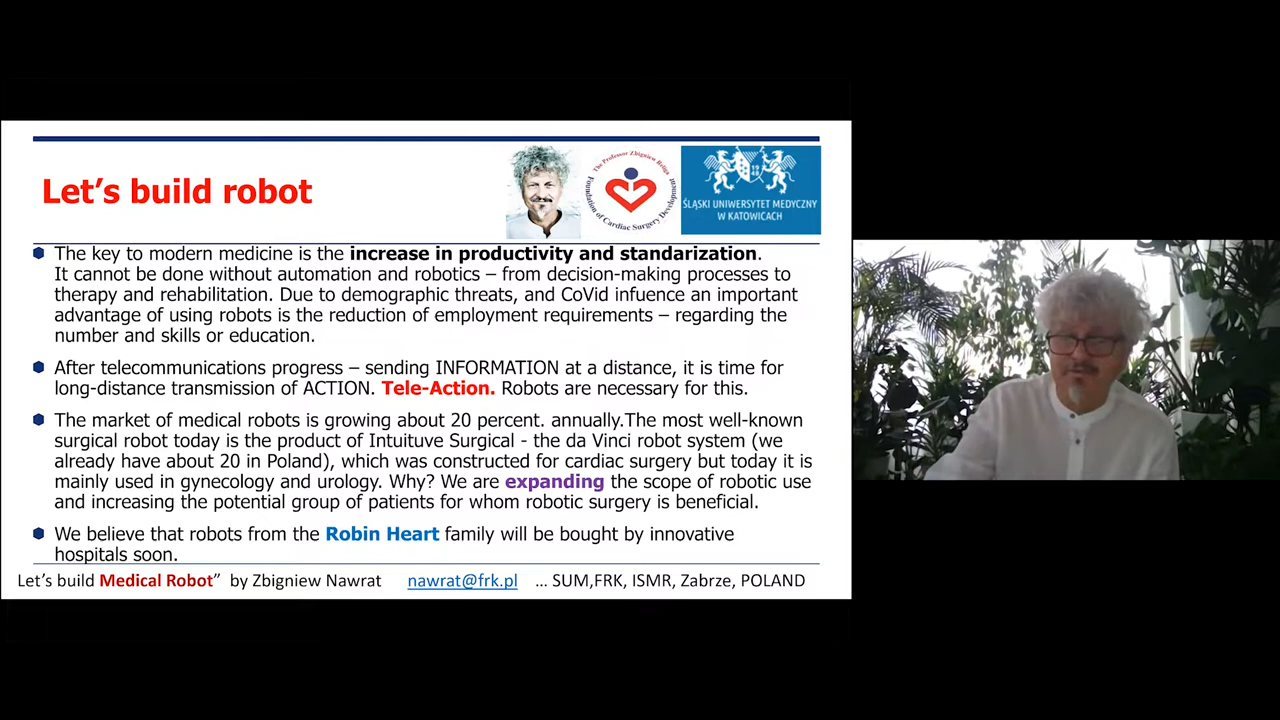 Let's build robot
The Professor Zbigniew Religa
Foundation of Cardiac Surgery Development
19
ŚLĄSKI UNIWERSYTET MEDYCZNY
W KATOWICACH
The key to modern medicine is the increase in productivity and standarization.
It cannot be done without automation and robotics – from decision-making processes to
therapy and rehabilitation. Due to demographic threats, and CoVid infuence an important
advantage of using robots is the reduction of employment requirements – regarding the
number and skills or education.
After telecommunications progress – sending INFORMATION at a distance, it is time for
long-distance transmission of ACTION. Tele-Action. Robots are necessary for this.
The market of medical robots is growing about 20 percent. annually.The most well-known
surgical robot today is the product of Intuituve Surgical - the da Vinci robot system (we
already have about 20 in Poland), which was constructed for cardiac surgery but today it is
mainly used in gynecology and urology. Why? We are expanding the scope of robotic use
and increasing the potential group of patients for whom robotic surgery is beneficial.
We believe that robots from the Robin Heart family will be bought by innovative
hospitals soon.
Let's build Medical Robot” by Zbigniew Nawrat nawrat@frk.pl ... SUM,FRK, ISMR, Zabrze, POLAND